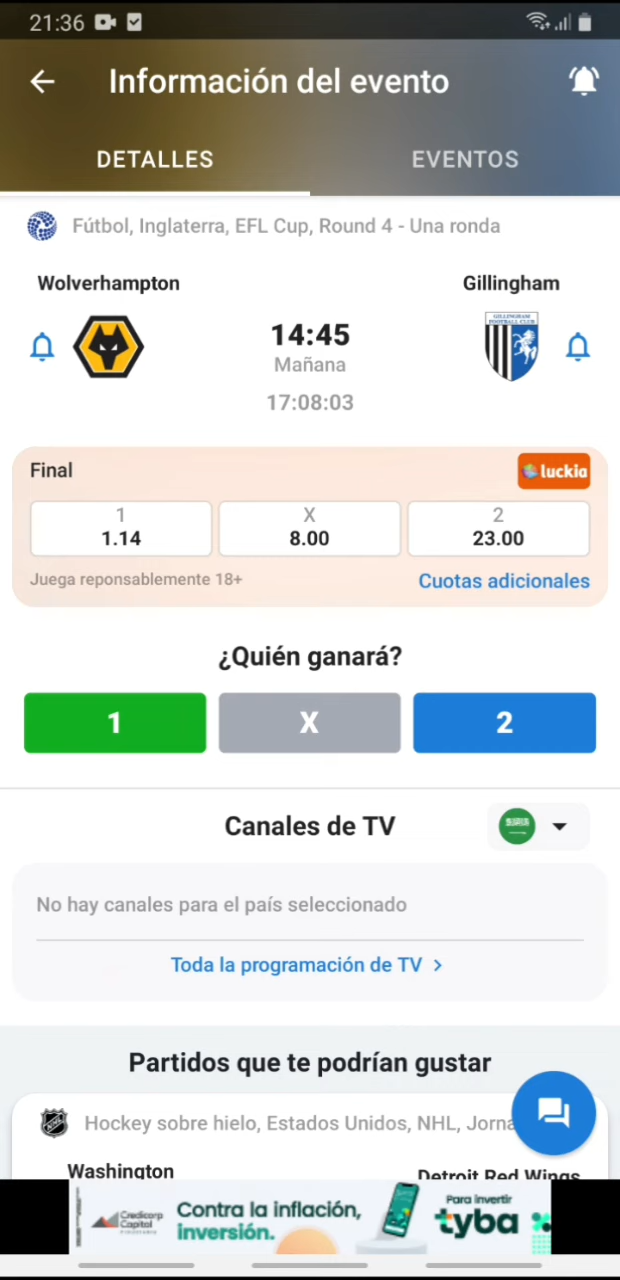 21:36
Información del evento
DETALLES
EVENTOS
Fútbol, Inglaterra, EFL Cup, Round 4 - Una ronda
Wolverhampton
Gillingham
GILLINGHAM
FOOTBALL CLUB
14:45
Mañana
17:08:03
Final
luckia
1
1.14
X
8.00
2
23.00
Juega reponsablemente 18+
Cuotas adicionales
¿Quién ganará?
1
X
2
Canales de TV
No hay canales para el país seleccionado
Toda la programación de TV >
Partidos que te podrían gustar
NHL
Hockey sobre hielo, Estados Unidos, NHL, Jorna
Washington
Detroit Red Wings
Credicorp
Capital
Contra la inflación,
inversión.
Para invertir
tyba